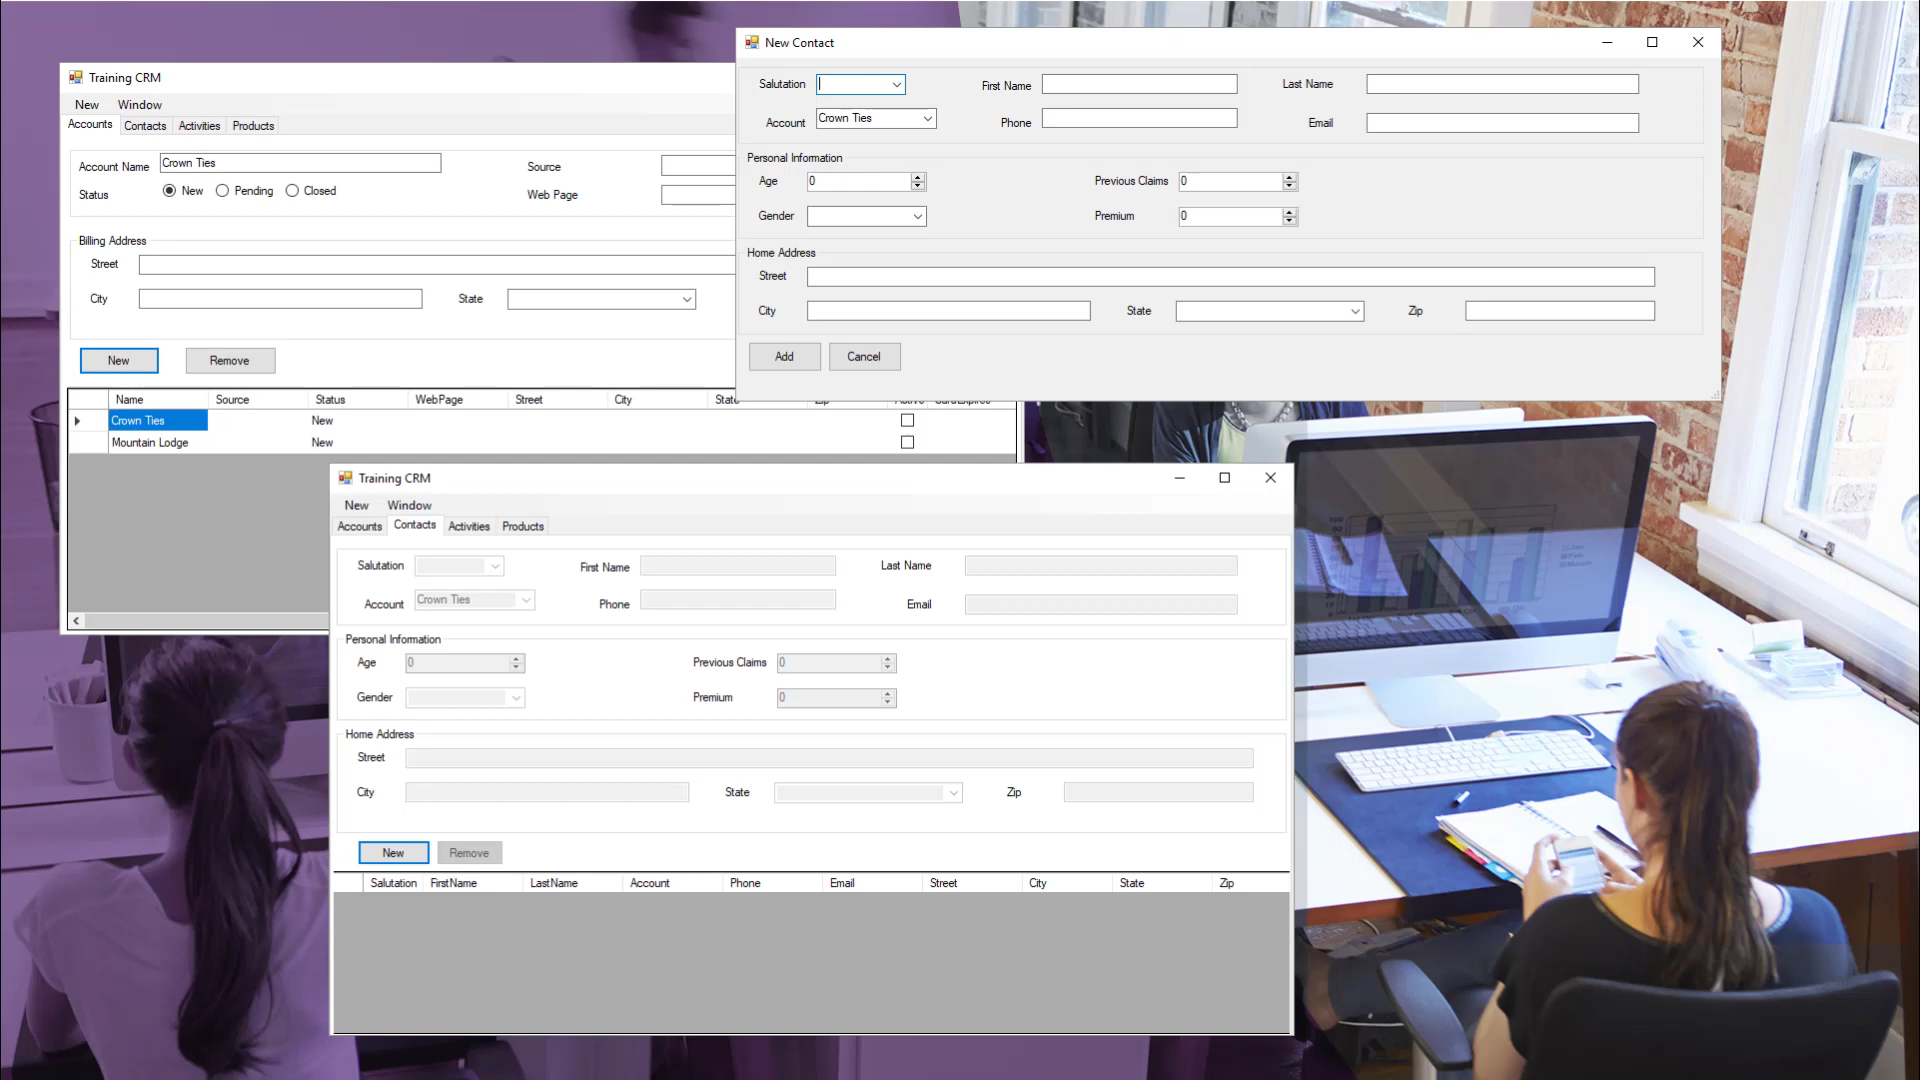 Training CRM
New Window
Accounts Contacts Activities Products
Account Name Crown Ties Source
Status New Pending Closed Web Page
Billing Address
Street
City State
New Remove
Name Source Status WebPage Street City State Zip Active CardExpires
Crown Ties New
Mountain Lodge New
New Contact
Salutation First Name Last Name
Account Crown Ties Phone Email
Personal Information
Age 0 Previous Claims 0
Gender Premium 0
Home Address
Street
City State Zip
Add Cancel
Training CRM
New Window
Accounts Contacts Activities Products
Salutation First Name Last Name
Account Crown Ties Phone Email
Personal Information
Age 0 Previous Claims 0
Gender Premium 0
Home Address
Street
City State Zip
New Remove
Salutation FirstName LastName Account Phone Email Street City State Zip